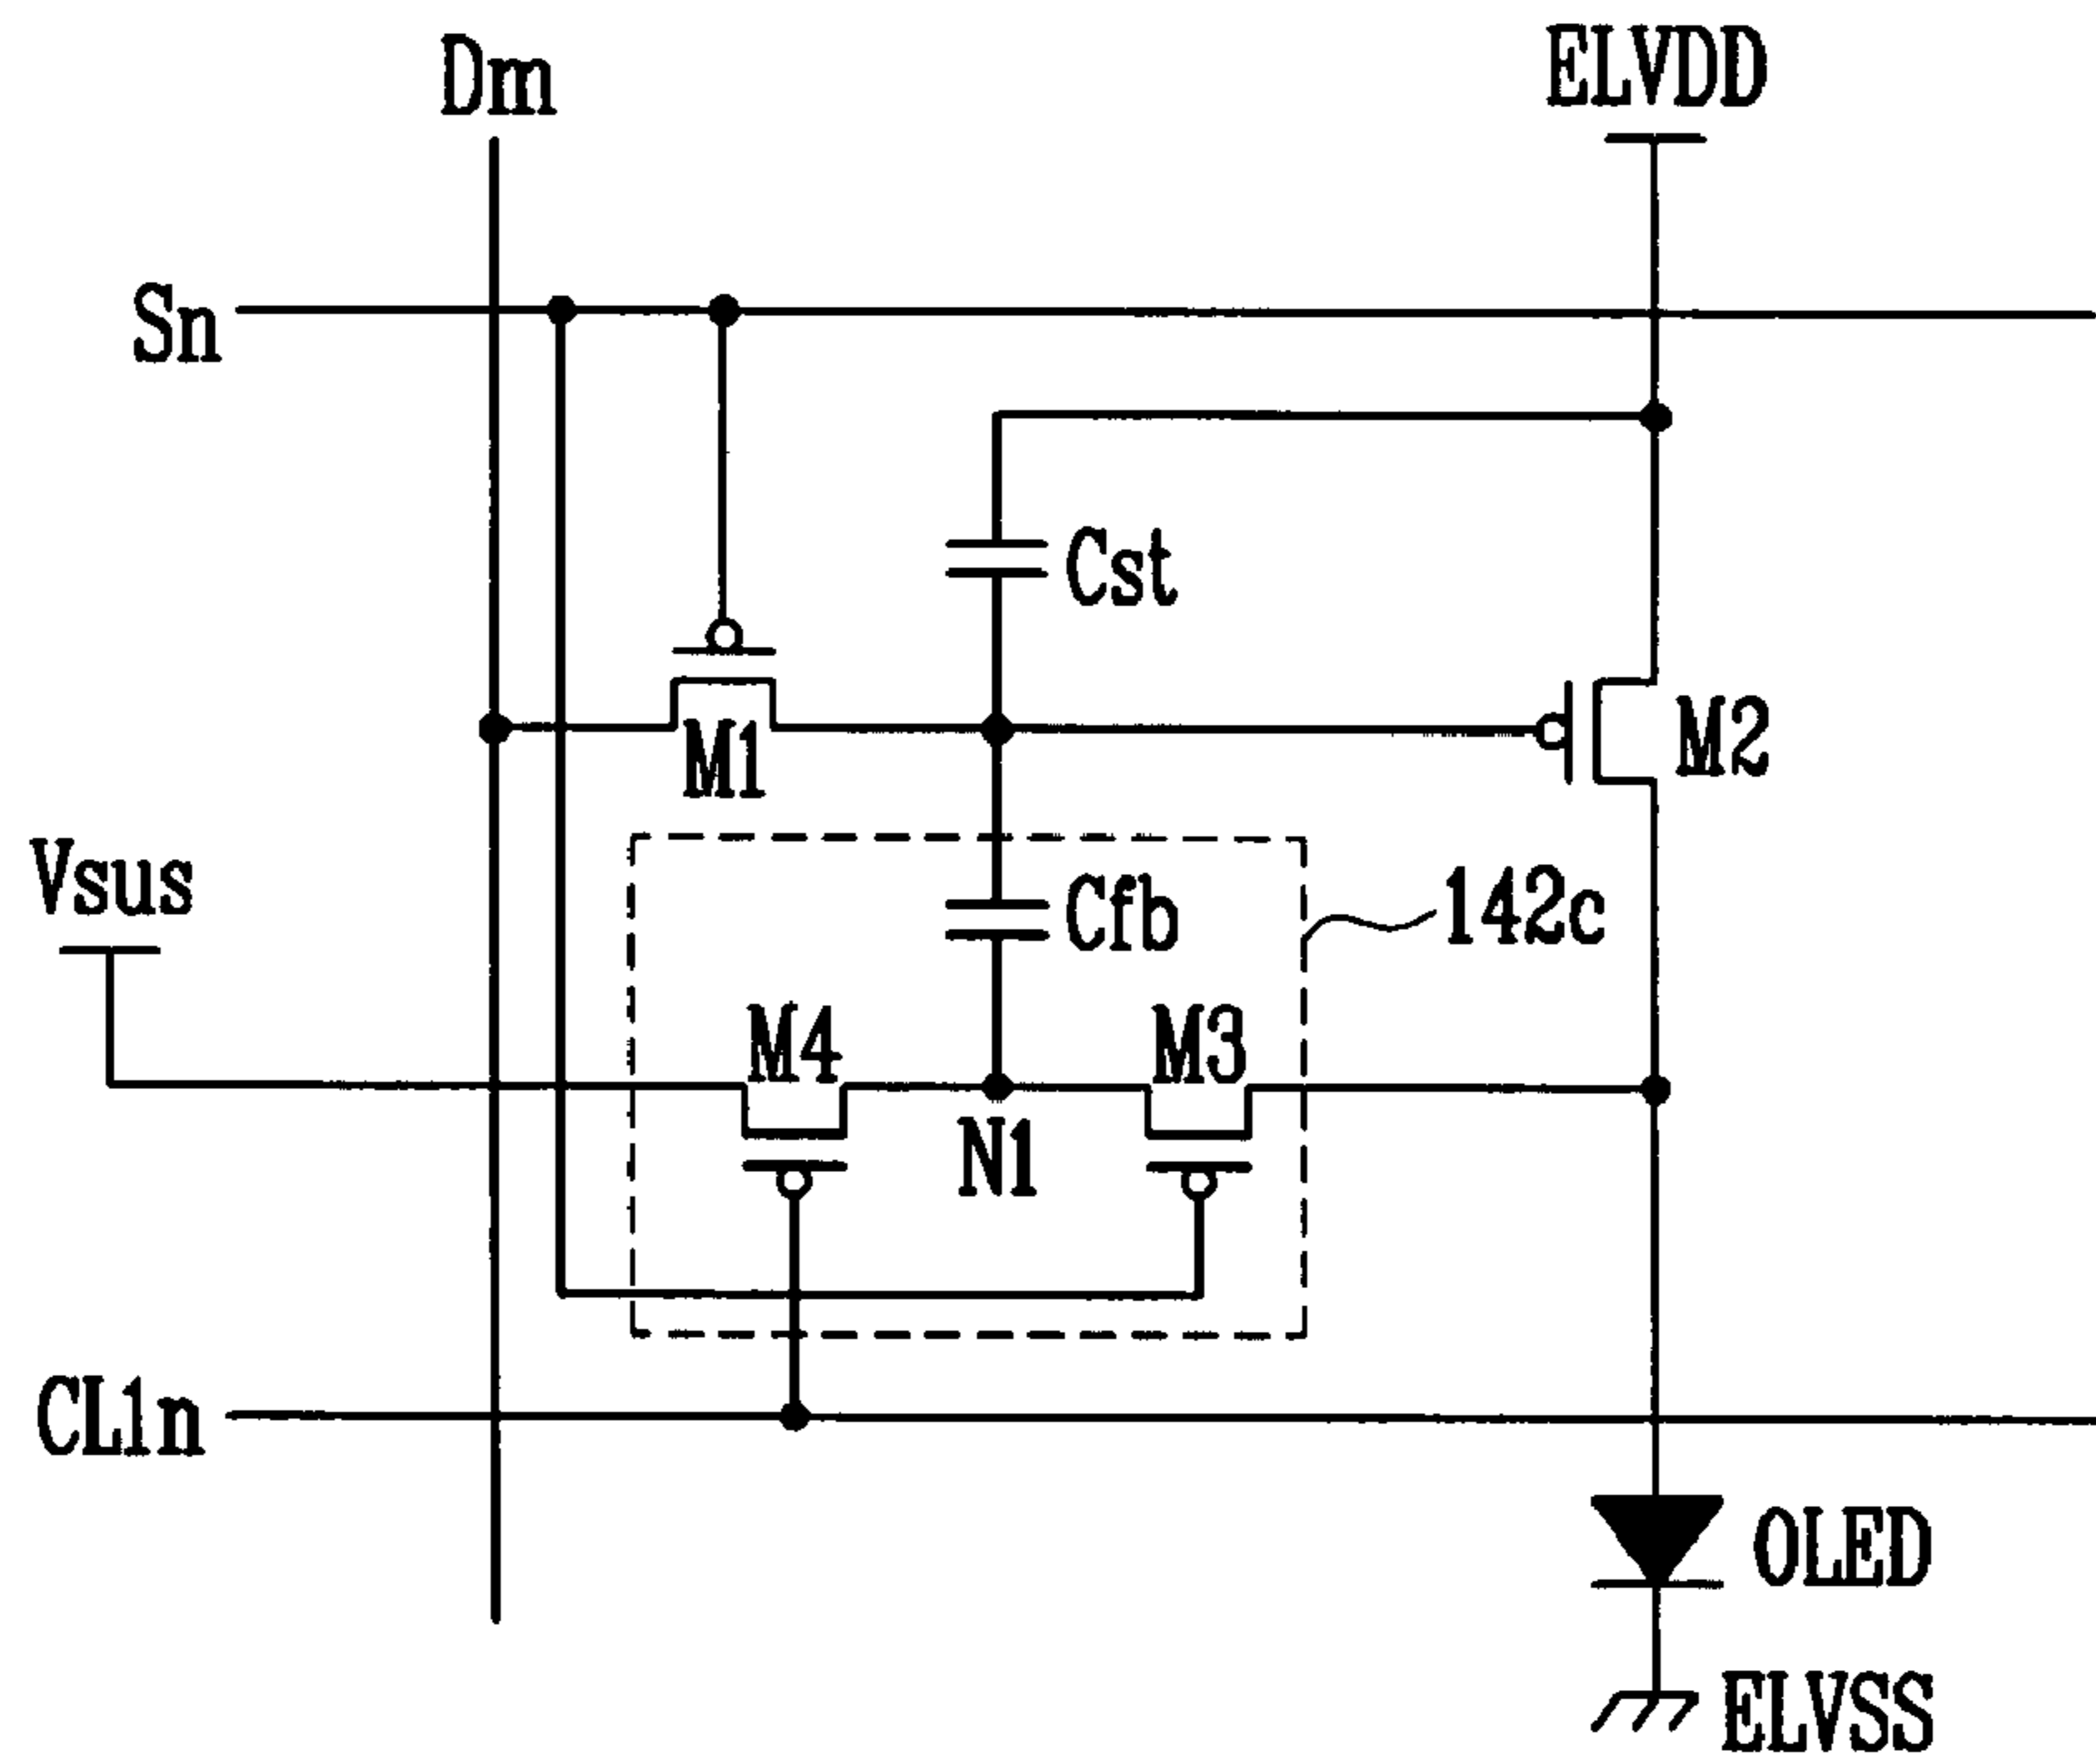 Dm
ELVDD
Sn
Cst
M1
M2
Vsus
Cfb
142c
M4
M3
N1
CL1n
OLED
ELVSS